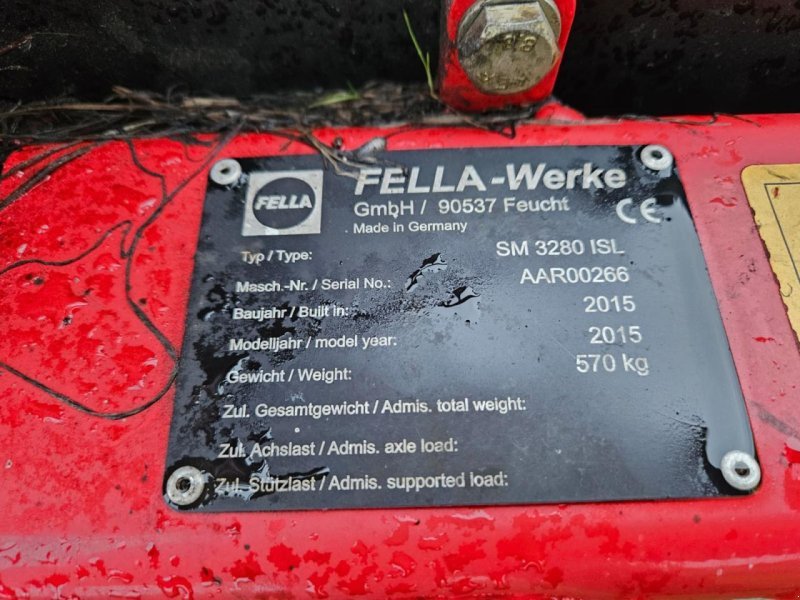 8.8
FELLA
FELLA-Werke
GmbH / 90537 Feucht
Made in Germany
CE
Typ / Type: SM 3280 ISL
Masch.-Nr. / Serial No.: AAR00266
Baujahr / Built in: 2015
Modelljahr / model year: 2015
Gewicht / Weight: 570 kg
Zul. Gesamtgewicht / Admis. total weight:
Zul. Achslast / Admis. axle load:
Zul. Stützlast / Admis. supported load: